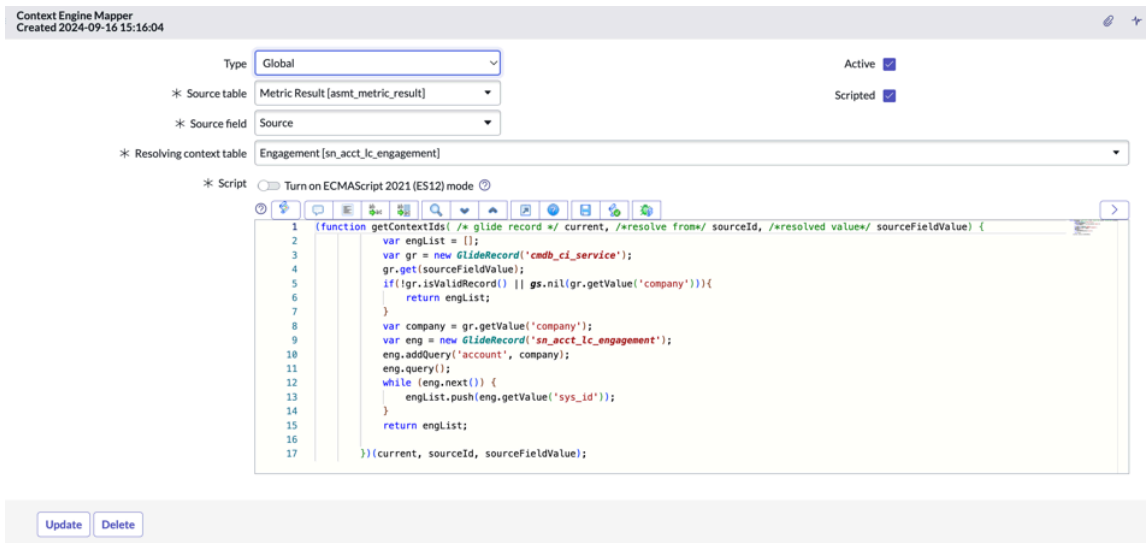 Context Engine Mapper
Created 2024-09-16 15:16:04
Type Global
Active
Source table Metric Result [asmt_metric_result]
Scripted
Source field Source
Resolving context table Engagement [sn_acct_lc_engagement]
Script Turn on ECMAScript 2021 (ES12) mode
1 (function getContextIds( /* glide record */ current, /*resolve from*/ sourceId, /*resolved value*/ sourceFieldValue) {
2 var engList = [];
3 var gr = new GlideRecord('cmdb_ci_service');
4 gr.get(sourceFieldValue);
5 if(!gr.isValidRecord() || gs.nil(gr.getValue('company'))){
6 return engList;
7 }
8 var company = gr.getValue('company');
9 var eng = new GlideRecord('sn_acct_lc_engagement');
10 eng.addQuery('account', company);
11 eng.query();
12 while (eng.next()) {
13 engList.push(eng.getValue('sys_id'));
14 }
15 return engList;
16
17 })(current, sourceId, sourceFieldValue);
Update Delete